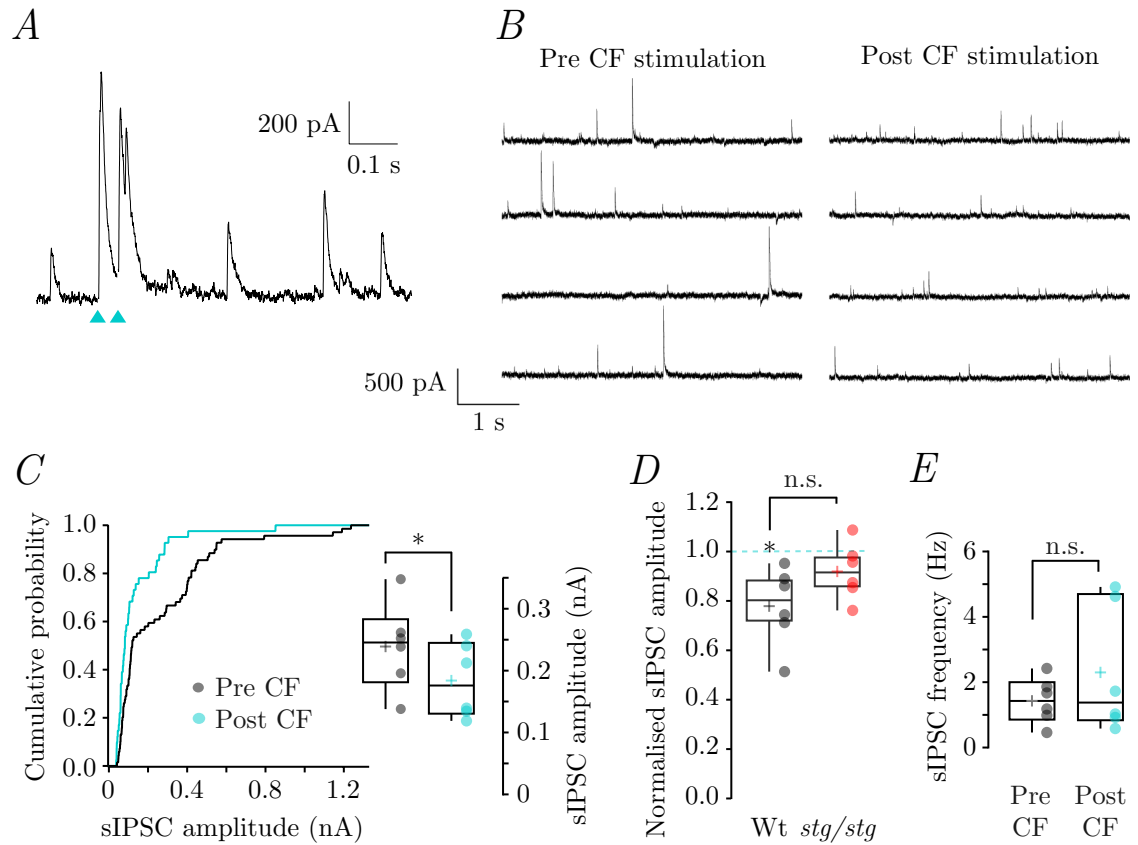 A
200 pA
0.1 s
B
Pre CF stimulation
Post CF stimulation
500 pA
1 s
C
Cumulative probability
1.0
0.8
0.6
0.4
0.2
0.0
0
0.4
0.8
1.2
sIPSC amplitude (nA)
Pre CF
Post CF
*
sIPSC amplitude (nA)
0.3
0.2
0.1
0
D
Normalised sIPSC amplitude
1.2
1.0
0.8
0.6
0.4
0.2
0.0
n.s.
*
Wt stg/stg
E
sIPSC frequency (Hz)
6
4
2
0
n.s.
Pre
CF
Post
CF